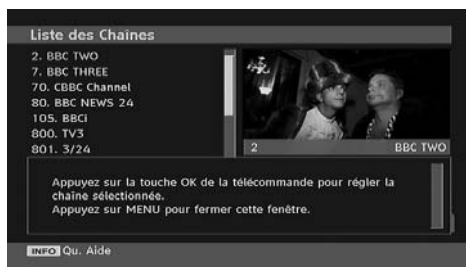 Liste des Chaînes
2. BBC TWO
7. BBC THREE
70. CBBC Channel
80. BBC NEWS 24
105. BBCi
800. TV3
801. 3/24
2 BBC TWO
Appuyez sur la touche OK de la télécommande pour régler la
chaîne sélectionnée.
Appuyez sur MENU pour fermer cette fenêtre.
INFO Qu. Aide